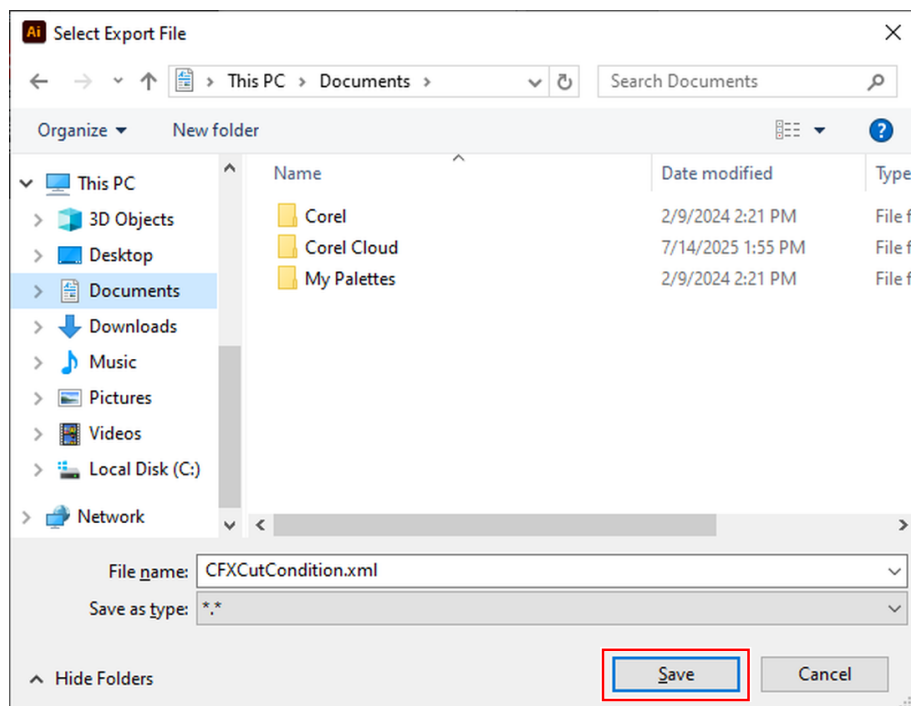 Ai Select Export File
This PC > Documents >
Search Documents
Organize
New folder
?
Name
Date modified
Type
This PC
3D Objects
Desktop
Documents
Downloads
Music
Pictures
Videos
Local Disk (C:)
Network
Corel 2/9/2024 2:21 PM File f
Corel Cloud 7/14/2025 1:55 PM File f
My Palettes 2/9/2024 2:21 PM File f
File name: CFXCutCondition.xml
Save as type: *.*
Hide Folders
Save
Cancel